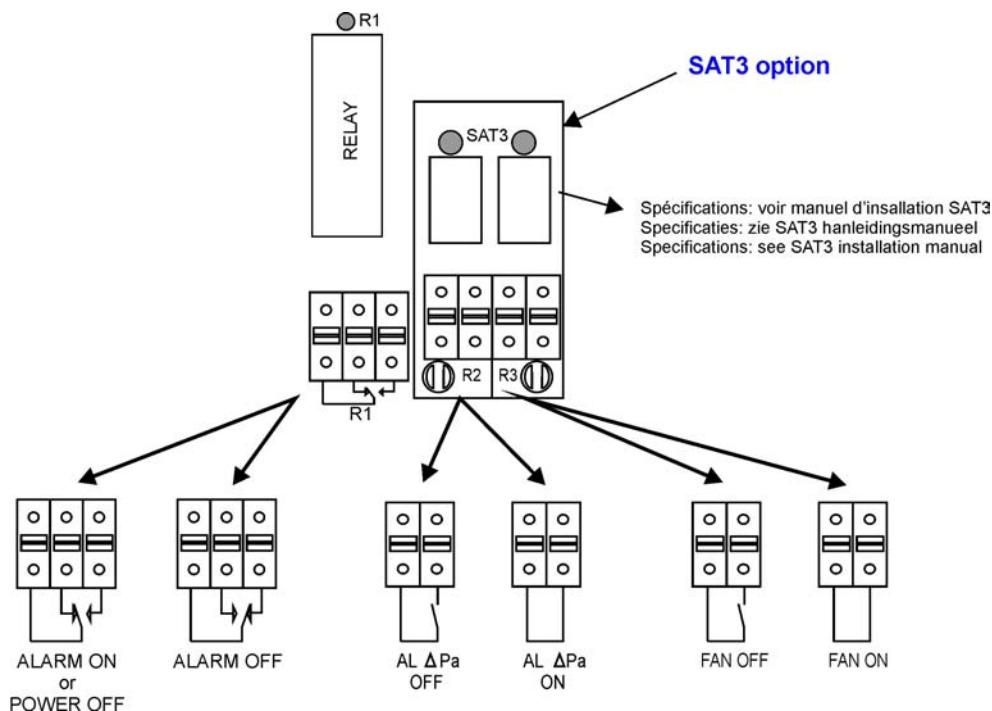 R1
RELAY
SAT3 option
SAT3
Spécifications: voir manuel d'insallation SAT3
Specificaties: zie SAT3 hanleidingsmanueel
Specifications: see SAT3 installation manual
R2
R3
R1
ALARM ON
or
POWER OFF
ALARM OFF
AL ΔPa
OFF
AL ΔPa
ON
FAN OFF
FAN ON